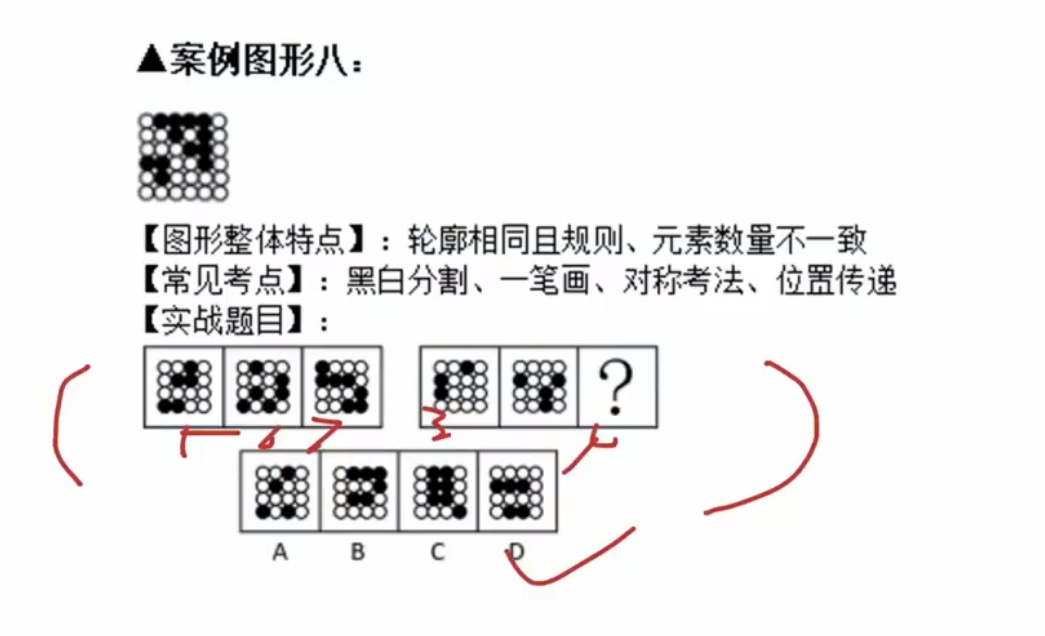 ▲案例图形八：
【图形整体特点】：轮廓相同且规则、元素数量不一致
【常见考点】：黑白分割、一笔画、对称考法、位置传递
【实战题目】：
?
A B C D